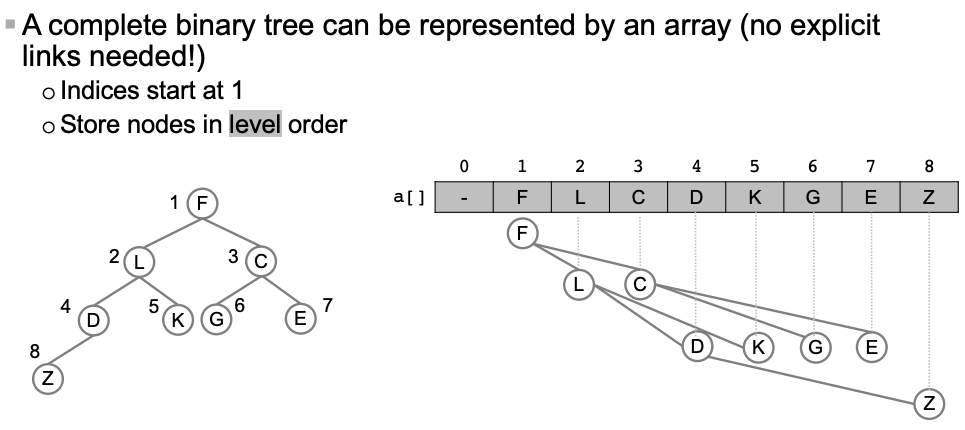 A complete binary tree can be represented by an array (no explicit
links needed!)
Indices start at 1
Store nodes in level order
0 1 2 3 4 5 6 7 8
a[] - F L C D K G E Z
1 F
2 L 3 C
4 D 5 K G 6 E 7
8 Z
F
L C
D K G E
Z